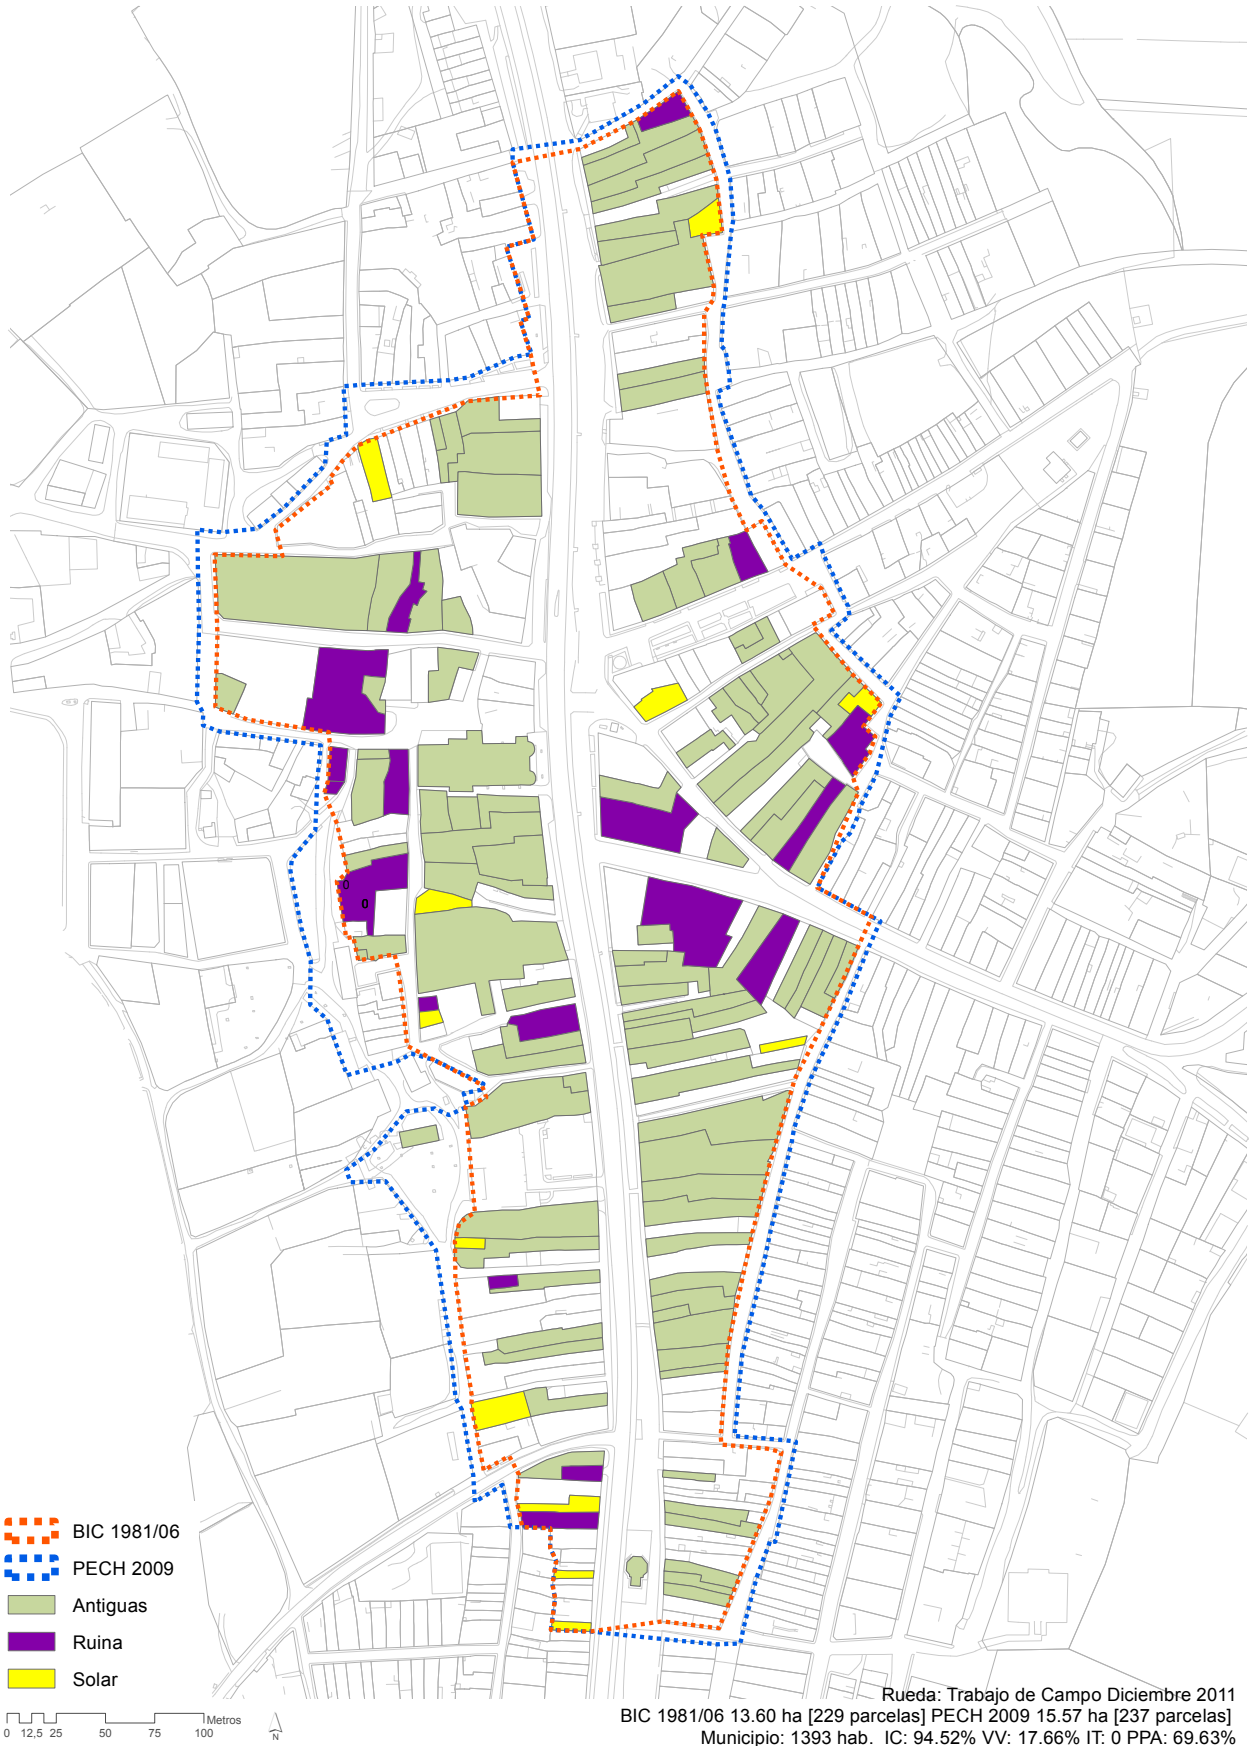 0
0
BIC 1981/06
PECH 2009
Antiguas
Ruina
Solar
Metros
0 12,5 25 50 75 100
N
Rueda: Trabajo de Campo Diciembre 2011
BIC 1981/06 13.60 ha [229 parcelas] PECH 2009 15.57 ha [237 parcelas]
Municipio: 1393 hab. IC: 94.52% VV: 17.66% IT: 0 PPA: 69.63%